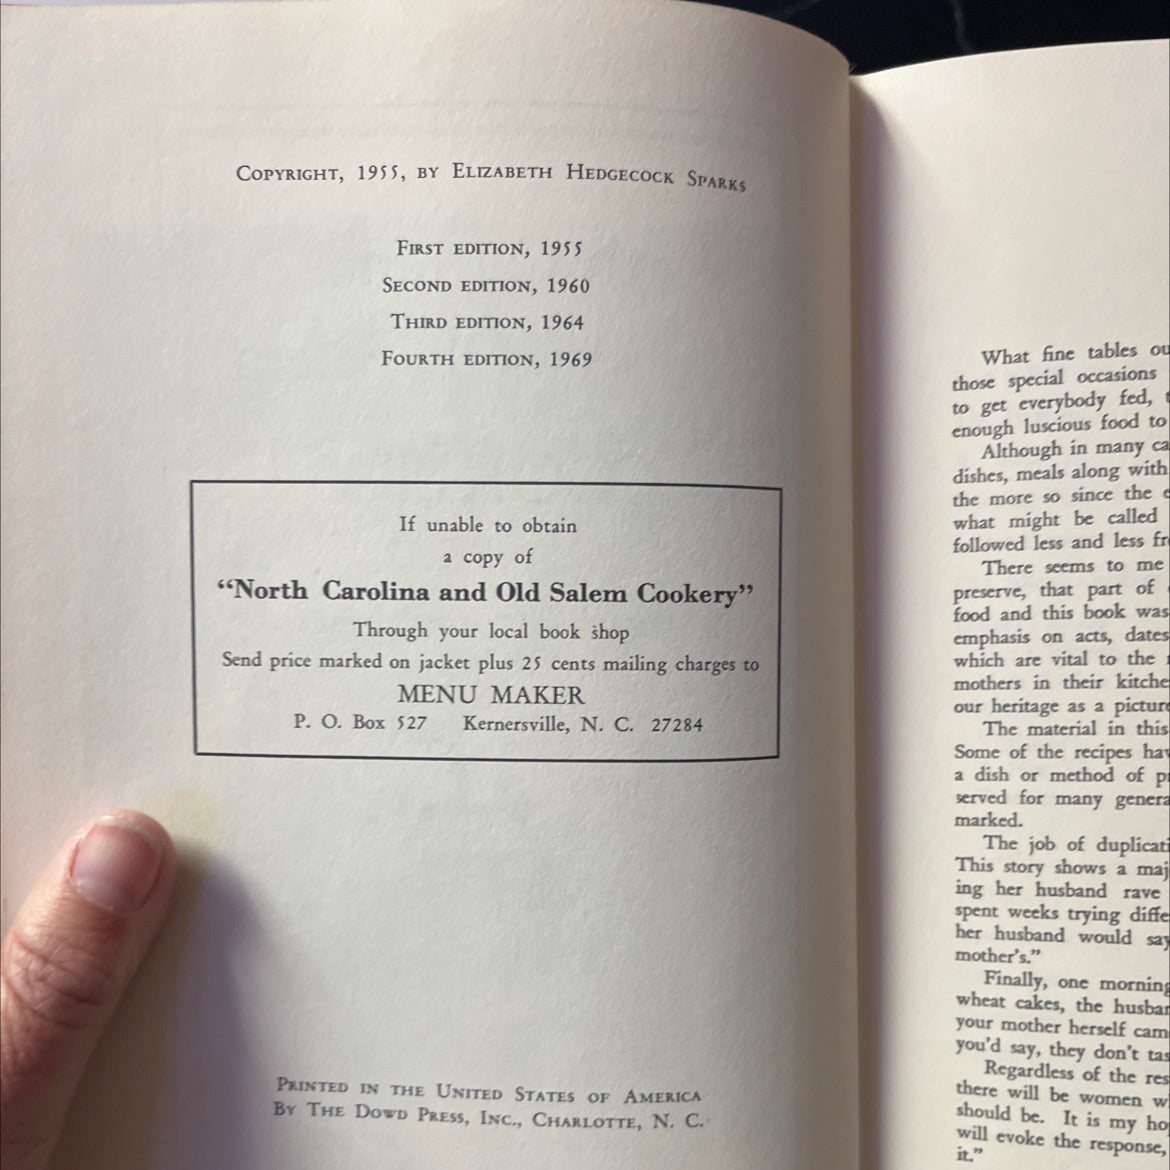 Copyright, 1955, by Elizabeth Hedgecock Sparks
First edition, 1955
Second edition, 1960
Third edition, 1964
Fourth edition, 1969
If unable to obtain
a copy of
“North Carolina and Old Salem Cookery”
Through your local book shop
Send price marked on jacket plus 25 cents mailing charges to
MENU MAKER
P. O. Box 527 Kernersville, N. C. 27284
Printed in the United States of America
By The Dowd Press, Inc., Charlotte, N. C.
What fine tables
those special occasions
to get everybody fed,
enough luscious food to
Although in many
dishes, meals along with
the more so since the
what might be called
followed less and less
There seems to me
preserve, that part of
food and this book was
emphasis on acts, dates
which are vital to the
mothers in their
our heritage as a
The material in this
Some of the recipes
a dish or method of
served for many
marked.
The job of
This story shows a
ing her husband rave
spent weeks trying
her husband would
mother's.”
Finally, one morning
wheat cakes, the
your mother herself
you'd say, they don't
Regardless of the
there will be women
should be. It is my
will evoke the response,
it.”